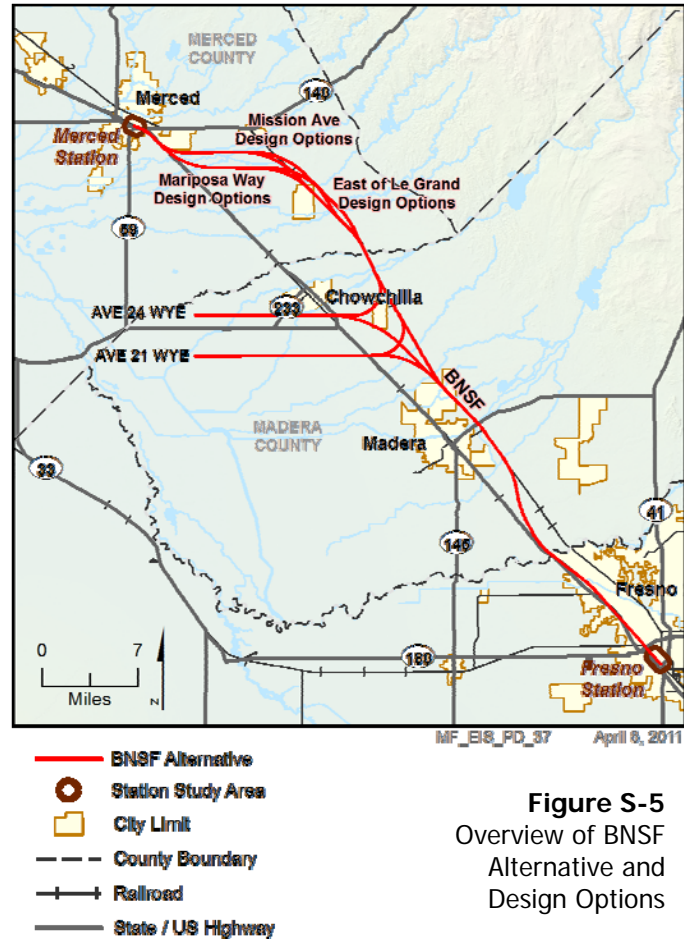 MERCED
COUNTY
140
Merced
Mission Ave
Design Options
Merced
Station
Mariposa Way
Design Options
East of Le Grand
Design Options
59
Chowchilla
233
AVE 24 WYE
AVE 21 WYE
BNSF
MADERA
COUNTY
Madera
33
41
145
Fresno
0 7
Miles
N
180
Fresno
Station
MF_EIS_PD_37 April 6, 2011
BNSF Alternative
Station Study Area
City Limit
County Boundary
Railroad
State / US Highway
Figure S-5
Overview of BNSF
Alternative and
Design Options